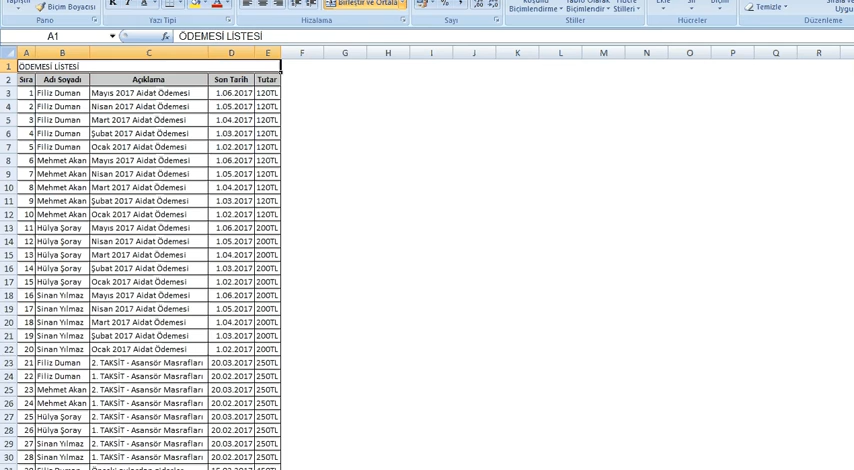 Biçim Boyacısı K T A Birleştir ve Ortala % Koşullu Tablo Olarak Hücre Ekle Sil Biçim
Biçimlendirme Biçimlendir Stilleri Temizle
Pano Yazı Tipi Hizalama Sayı Stiller Hücreler Düzenleme
A1 fx ÖDEMESİ LİSTESİ
A B C D E F G H I J K L M N O P Q R
1 ÖDEMESİ LİSTESİ
2 Sıra Adı Soyadı Açıklama Son Tarih Tutar
3 1 Filiz Duman Mayıs 2017 Aidat Ödemesi 1.06.2017 120TL
4 2 Filiz Duman Nisan 2017 Aidat Ödemesi 1.05.2017 120TL
5 3 Filiz Duman Mart 2017 Aidat Ödemesi 1.04.2017 120TL
6 4 Filiz Duman Şubat 2017 Aidat Ödemesi 1.03.2017 120TL
7 5 Filiz Duman Ocak 2017 Aidat Ödemesi 1.02.2017 120TL
8 6 Mehmet Akan Mayıs 2017 Aidat Ödemesi 1.06.2017 120TL
9 7 Mehmet Akan Nisan 2017 Aidat Ödemesi 1.05.2017 120TL
10 8 Mehmet Akan Mart 2017 Aidat Ödemesi 1.04.2017 120TL
11 9 Mehmet Akan Şubat 2017 Aidat Ödemesi 1.03.2017 120TL
12 10 Mehmet Akan Ocak 2017 Aidat Ödemesi 1.02.2017 120TL
13 11 Hülya Şoray Mayıs 2017 Aidat Ödemesi 1.06.2017 200TL
14 12 Hülya Şoray Nisan 2017 Aidat Ödemesi 1.05.2017 200TL
15 13 Hülya Şoray Mart 2017 Aidat Ödemesi 1.04.2017 200TL
16 14 Hülya Şoray Şubat 2017 Aidat Ödemesi 1.03.2017 200TL
17 15 Hülya Şoray Ocak 2017 Aidat Ödemesi 1.02.2017 200TL
18 16 Sinan Yılmaz Mayıs 2017 Aidat Ödemesi 1.06.2017 200TL
19 17 Sinan Yılmaz Nisan 2017 Aidat Ödemesi 1.05.2017 200TL
20 18 Sinan Yılmaz Mart 2017 Aidat Ödemesi 1.04.2017 200TL
21 19 Sinan Yılmaz Şubat 2017 Aidat Ödemesi 1.03.2017 200TL
22 20 Sinan Yılmaz Ocak 2017 Aidat Ödemesi 1.02.2017 200TL
23 21 Filiz Duman 2. TAKSİT - Asansör Masrafları 20.03.2017 250TL
24 22 Filiz Duman 1. TAKSİT - Asansör Masrafları 20.02.2017 250TL
25 23 Mehmet Akan 2. TAKSİT - Asansör Masrafları 20.03.2017 250TL
26 24 Mehmet Akan 1. TAKSİT - Asansör Masrafları 20.02.2017 250TL
27 25 Hülya Şoray 2. TAKSİT - Asansör Masrafları 20.03.2017 250TL
28 26 Hülya Şoray 1. TAKSİT - Asansör Masrafları 20.02.2017 250TL
29 27 Sinan Yılmaz 2. TAKSİT - Asansör Masrafları 20.03.2017 250TL
30 28 Sinan Yılmaz 1. TAKSİT - Asansör Masrafları 20.02.2017 250TL